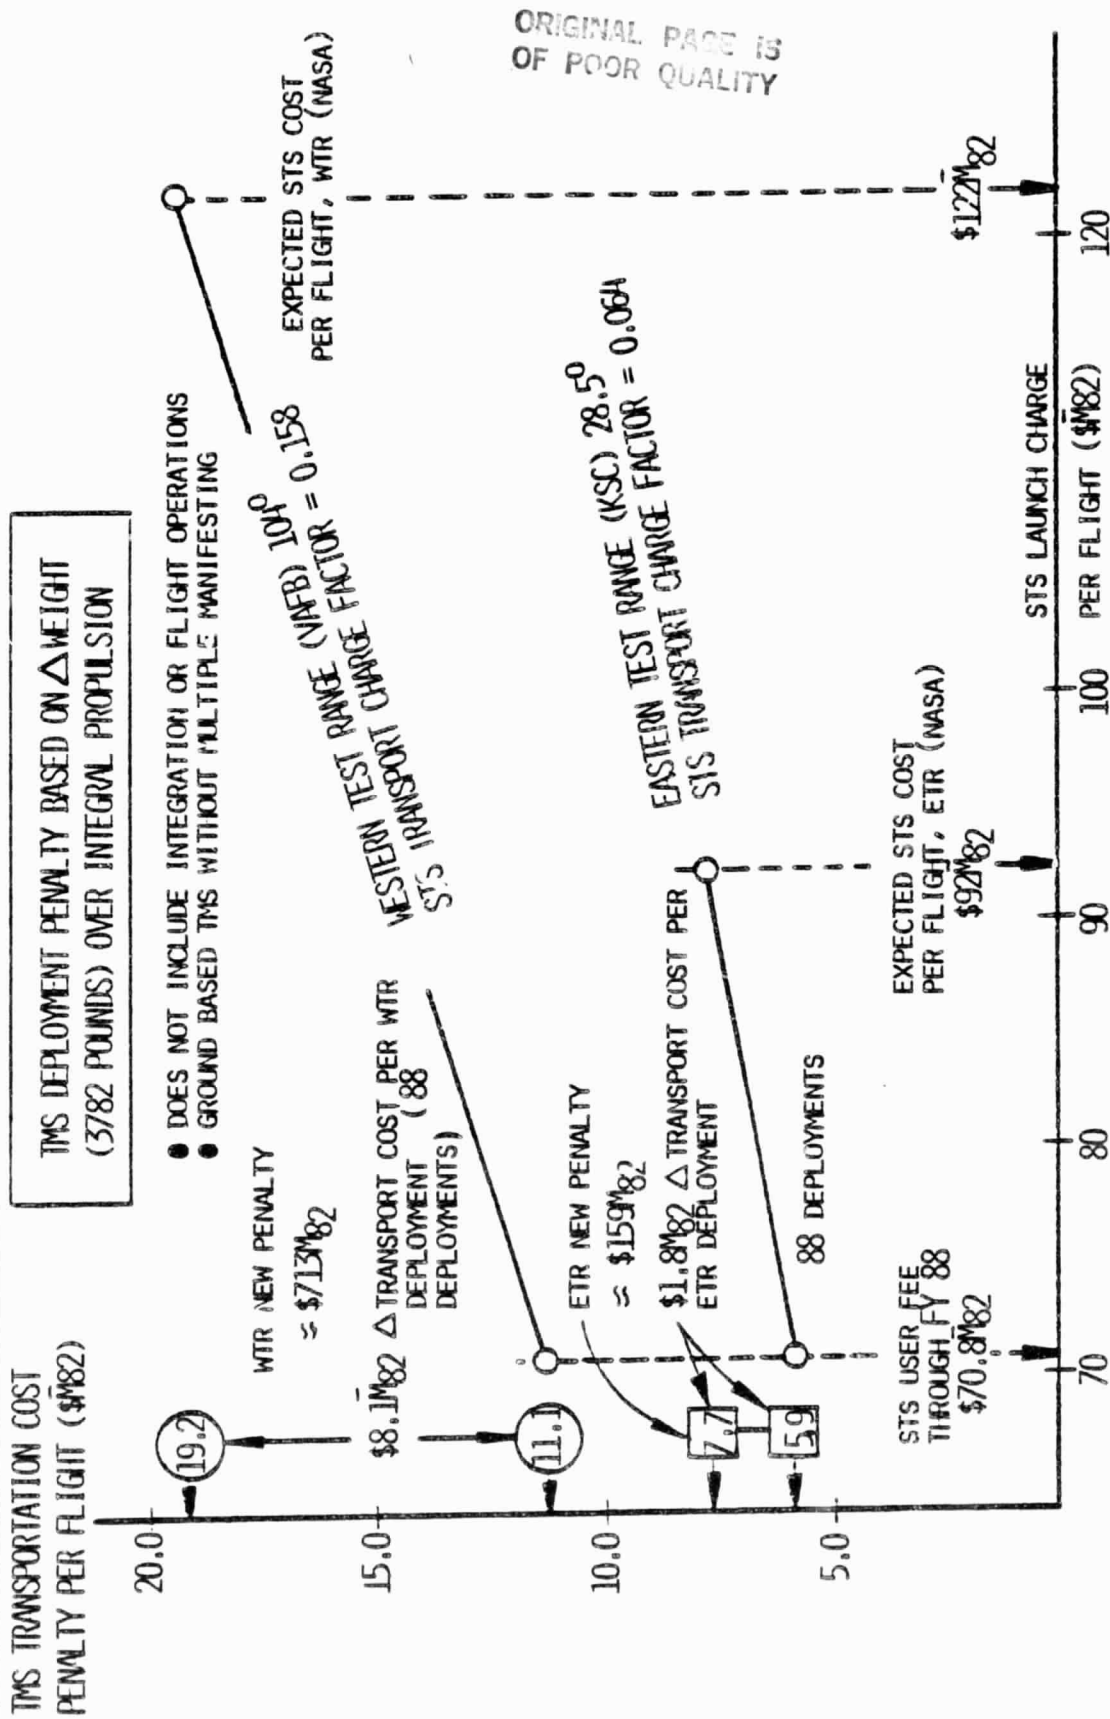 ORIGINAL PAGE IS
OF POOR QUALITY
TMS TRANSPORTATION COST
PENALTY PER FLIGHT ($M82)
TMS DEPLOYMENT PENALTY BASED ON △WEIGHT
(3782 POUNDS) OVER INTEGRAL PROPULSION
● DOES NOT INCLUDE INTEGRATION OR FLIGHT OPERATIONS
● GROUND BASED TMS WITHOUT MULTIPLE MANIFESTING
20.0
15.0
10.0
5.0
19.2
11.1
7.7
5.9
WTR NEW PENALTY
≈ $713M82
$8.1M82 △TRANSPORT COST PER WTR
DEPLOYMENT (88
DEPLOYMENTS)
WESTERN TEST RANGE (VAFB) 104°
STS TRANSPORT CHARGE FACTOR = 0.158
EXPECTED STS COST
PER FLIGHT, WTR (NASA)
$122M82
ETR NEW PENALTY
≈ $159M82
$1.8M82 △TRANSPORT COST PER
ETR DEPLOYMENT
88 DEPLOYMENTS
EASTERN TEST RANGE (KSC) 28.5°
STS TRANSPORT CHARGE FACTOR = 0.064
STS USER FEE
THROUGH FY 88
$70.8M82
EXPECTED STS COST
PER FLIGHT, ETR (NASA)
$92M82
70
80
90
100
120
STS LAUNCH CHARGE
PER FLIGHT ($M82)